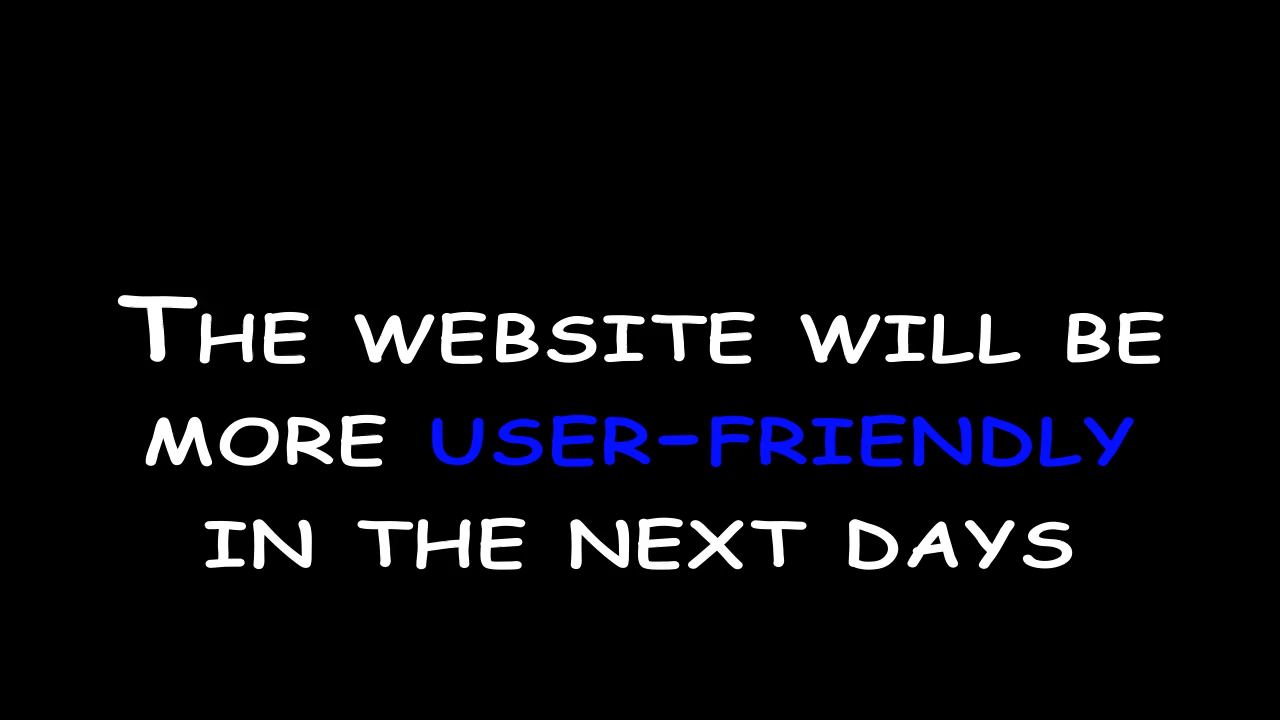 The website will be
more user-friendly
in the next days